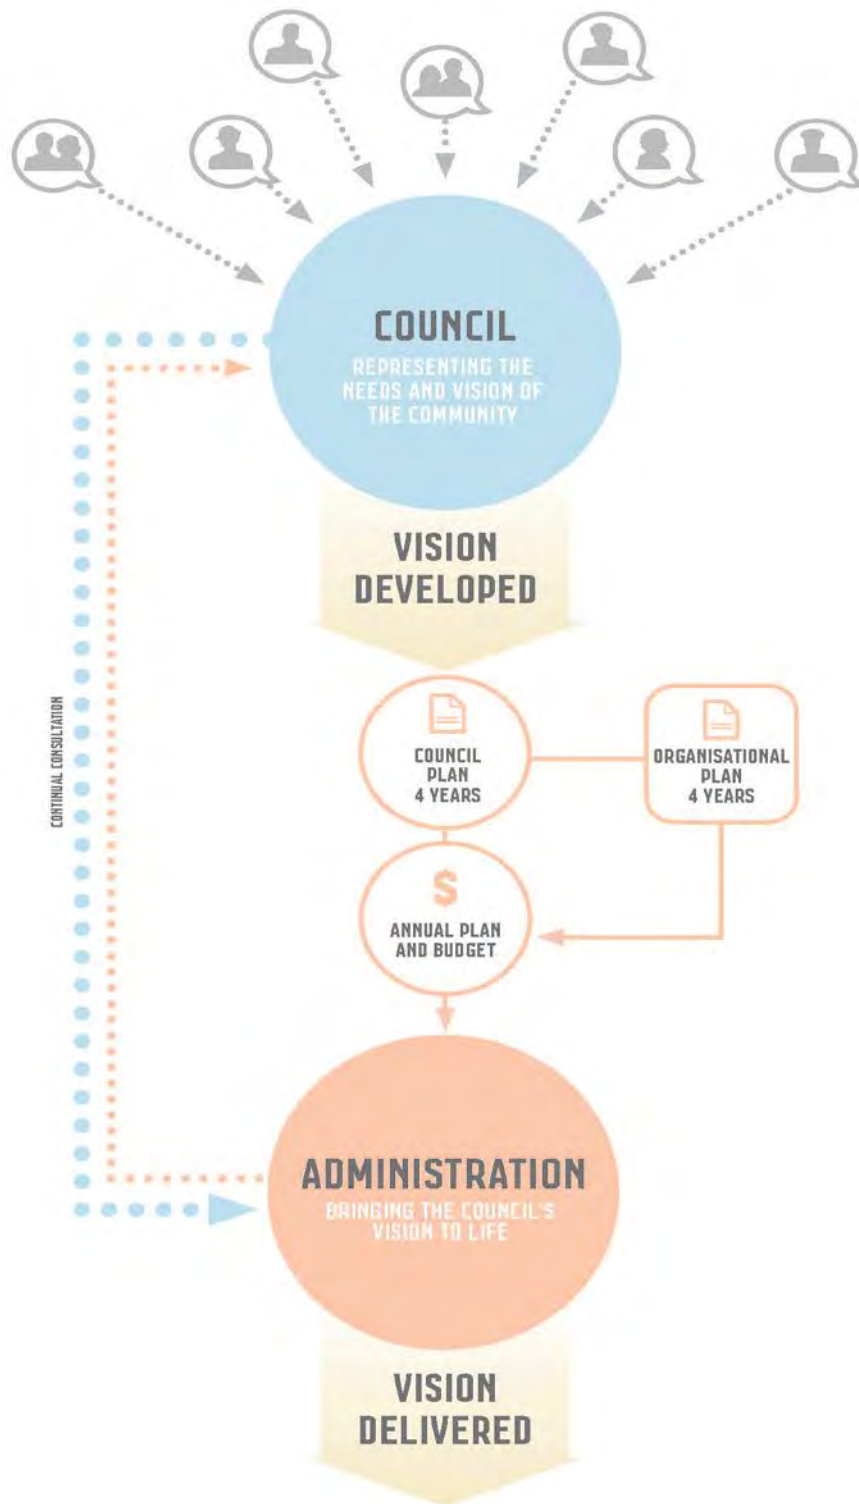 COUNCIL
REPRESENTING THE
NEEDS AND VISION OF
THE COMMUNITY
VISION
DEVELOPED
CONTINUAL CONSULTATION
COUNCIL
PLAN
4 YEARS
ORGANISATIONAL
PLAN
4 YEARS
$
ANNUAL PLAN
AND BUDGET
ADMINISTRATION
BRINGING THE COUNCIL'S
VISION TO LIFE
VISION
DELIVERED